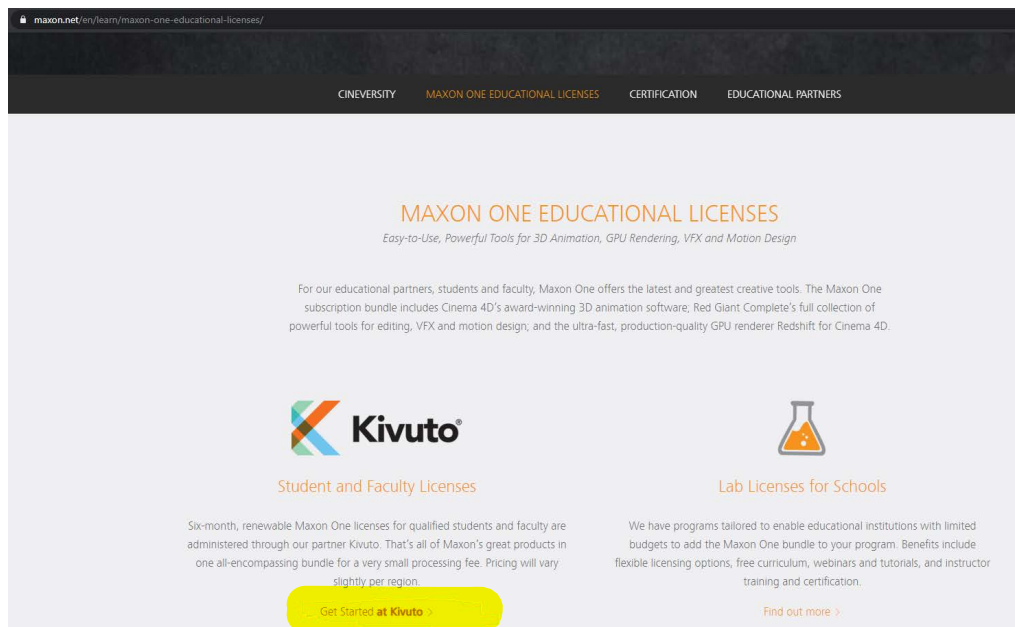 maxon.net/en/learn/maxon-one-educational-licenses/
CINEVERSITY MAXON ONE EDUCATIONAL LICENSES CERTIFICATION EDUCATIONAL PARTNERS
MAXON ONE EDUCATIONAL LICENSES
Easy-to-Use, Powerful Tools for 3D Animation, GPU Rendering, VFX and Motion Design
For our educational partners, students and faculty, Maxon One offers the latest and greatest creative tools. The Maxon One
subscription bundle includes Cinema 4D's award-winning 3D animation software; Red Giant Complete's full collection of
powerful tools for editing, VFX and motion design; and the ultra-fast, production-quality GPU renderer Redshift for Cinema 4D.
Kivuto®
Student and Faculty Licenses
Six-month, renewable Maxon One licenses for qualified students and faculty are
administered through our partner Kivuto. That's all of Maxon's great products in
one all-encompassing bundle for a very small processing fee. Pricing will vary
slightly per region.
Get Started at Kivuto >
Lab Licenses for Schools
We have programs tailored to enable educational institutions with limited
budgets to add the Maxon One bundle to your program. Benefits include
flexible licensing options, free curriculum, webinars and tutorials, and instructor
training and certification.
Find out more >